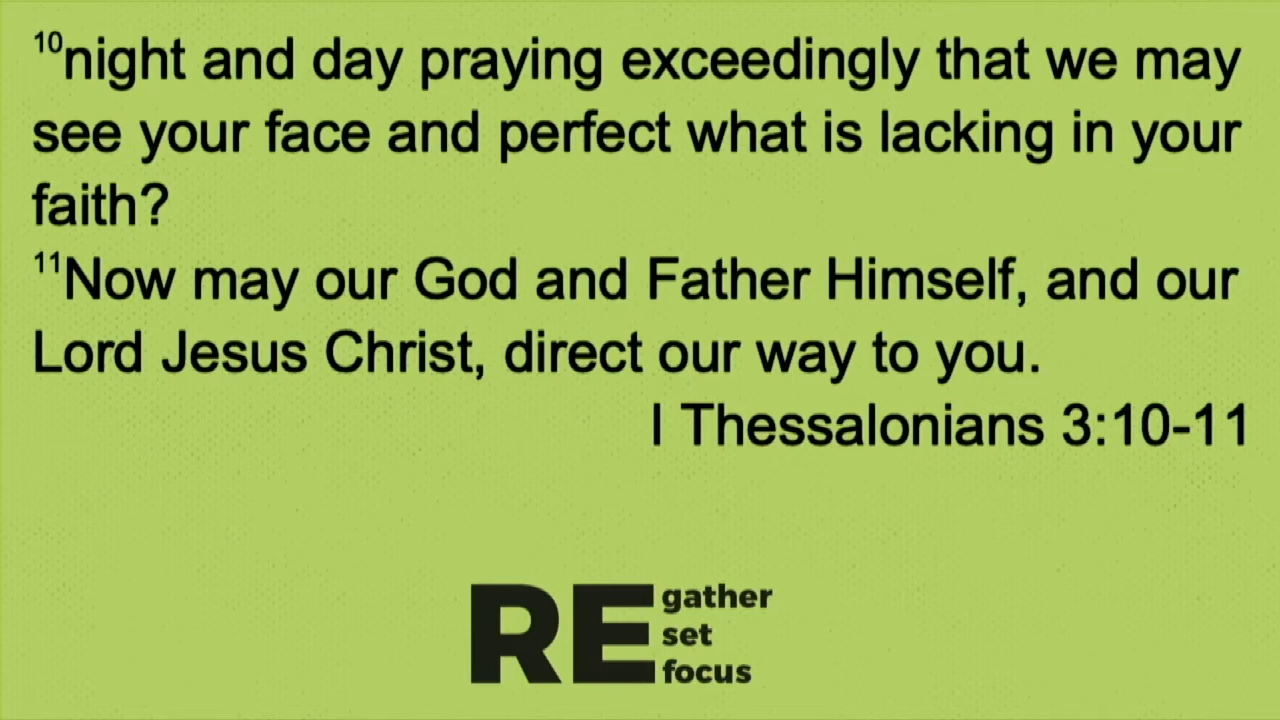 10night and day praying exceedingly that we may
see your face and perfect what is lacking in your
faith?
11Now may our God and Father Himself, and our
Lord Jesus Christ, direct our way to you.
I Thessalonians 3:10-11
RE
gather
set
focus